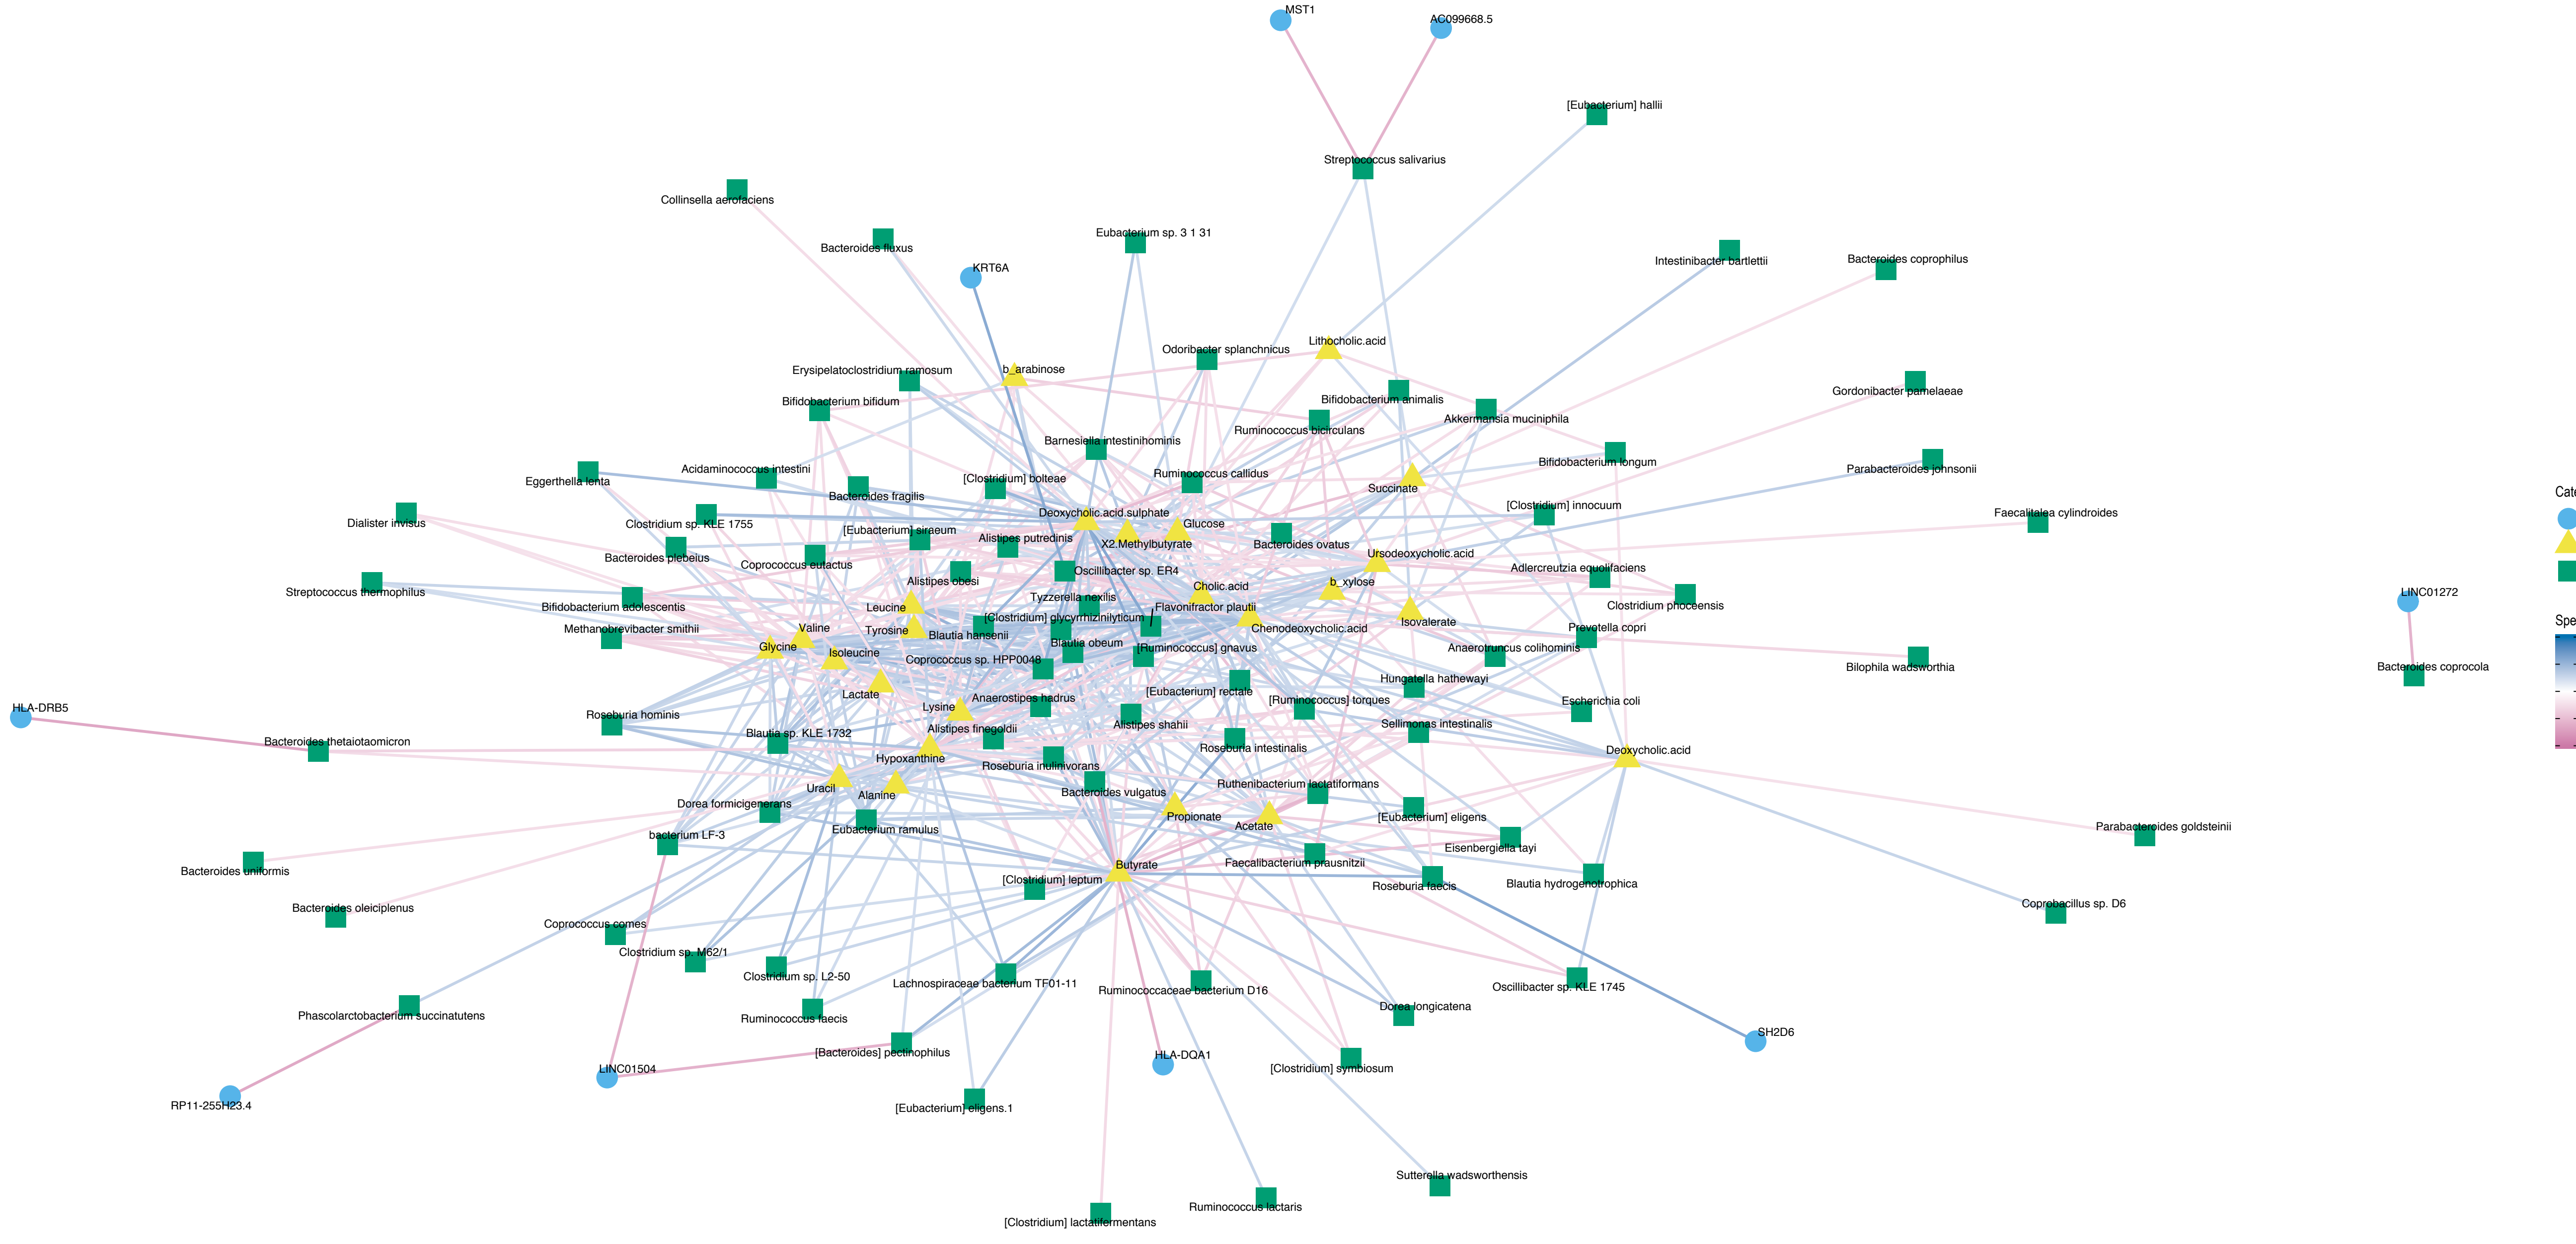 MST1
AC099668.5
[Eubacterium] hallii
Streptococcus salivarius
Collinsella aerofaciens
Eubacterium sp. 3 1 31
Bacteroides fluxus
Intestinibacter bartlettii
Bacteroides coprophilus
KRT6A
Lithocholic.acid
Odoribacter splanchnicus
b_arabinose
Erysipelatoclostridium ramosum
Gordonibacter pamelaeae
Bifidobacterium bifidum
Bifidobacterium animalis
Akkermansia muciniphila
Ruminococcus bicirculans
Barnesiella intestinihominis
Bifidobacterium longum
Acidaminococcus intestini
Parabacteroides johnsonii
Ruminococcus callidus
[Clostridium] bolteae
Eggerthella lenta
Succinate
Bacteroides fragilis
[Clostridium] innocuum
Deoxycholic.acid.sulphate
Faecalitalea cylindroides
Dialister invisus
Clostridium sp. KLE 1755
Glucose
[Eubacterium] siraeum
Alistipes putredinis
X2.Methylbutyrate
Bacteroides ovatus
Ursodeoxycholic.acid
Bacteroides plebeius
Coprococcus eutactus
Oscillibacter sp. ER4
Adlercreutzia equolifaciens
Alistipes obesi
b_xylose
Cholic.acid
Streptococcus thermophilus
LINC01272
Tyzzerella nexilis
Bifidobacterium adolescentis
Leucine
Flavonifractor plautii
Clostridium phoceensis
[Clostridium] glycyrrhizinilyticum
Isovalerate
Methanobrevibacter smithii
Valine
Tyrosine
Blautia hansenii
Chenodeoxycholic.acid
Prevotella copri
Blautia obeum
Glycine
Isoleucine
[Ruminococcus] gnavus
Anaerotruncus colihominis
Coprococcus sp. HPP0048
Bilophila wadsworthia
Bacteroides coprocola
Hungatella hathewayi
Lactate
[Eubacterium] rectale
Anaerostipes hadrus
[Ruminococcus] torques
Escherichia coli
HLA-DRB5
Lysine
Roseburia hominis
Alistipes shahii
Sellimonas intestinalis
Alistipes finegoldii
Blautia sp. KLE 1732
Bacteroides thetaiotaomicron
Roseburia intestinalis
Deoxycholic.acid
Hypoxanthine
Roseburia inulinivorans
Ruthenibacterium lactatiformans
Uracil
Alanine
Bacteroides vulgatus
Dorea formicigenerans
Propionate
[Eubacterium] eligens
Acetate
Parabacteroides goldsteinii
Eubacterium ramulus
bacterium LF-3
Eisenbergiella tayi
Butyrate
Faecalibacterium prausnitzii
Bacteroides uniformis
[Clostridium] leptum
Roseburia faecis
Blautia hydrogenotrophica
Coprobacillus sp. D6
Bacteroides oleiciplenus
Coprococcus comes
Clostridium sp. M62/1
Clostridium sp. L2-50
Lachnospiraceae bacterium TF01-11
Ruminococcaceae bacterium D16
Oscillibacter sp. KLE 1745
Dorea longicatena
Phascolarctobacterium succinatutens
Ruminococcus faecis
SH2D6
[Bacteroides] pectinophilus
HLA-DQA1
LINC01504
[Clostridium] symbiosum
RP11-255H23.4
[Eubacterium] eligens.1
Sutterella wadsworthensis
Ruminococcus lactaris
[Clostridium] lactatifermentans
Cate
Spe